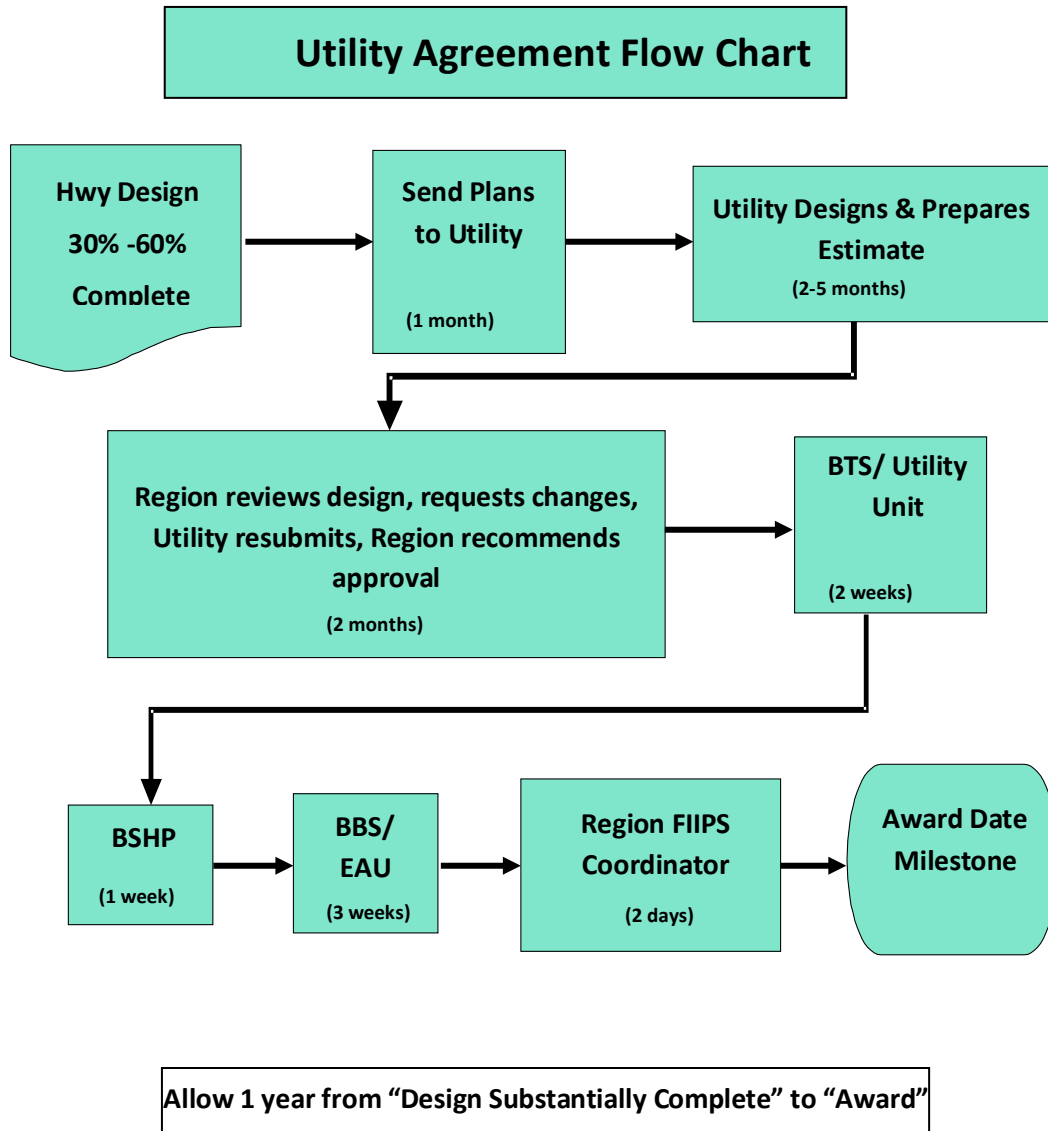 Utility Agreement Flow Chart
Hwy Design
30% -60%
Complete
Send Plans
to Utility
(1 month)
Utility Designs & Prepares
Estimate
(2-5 months)
Region reviews design, requests changes,
Utility resubmits, Region recommends
approval
(2 months)
BTS/ Utility
Unit
(2 weeks)
BSHP
(1 week)
BBS/
EAU
(3 weeks)
Region FIIPS
Coordinator
(2 days)
Award Date
Milestone
Allow 1 year from “Design Substantially Complete” to “Award”